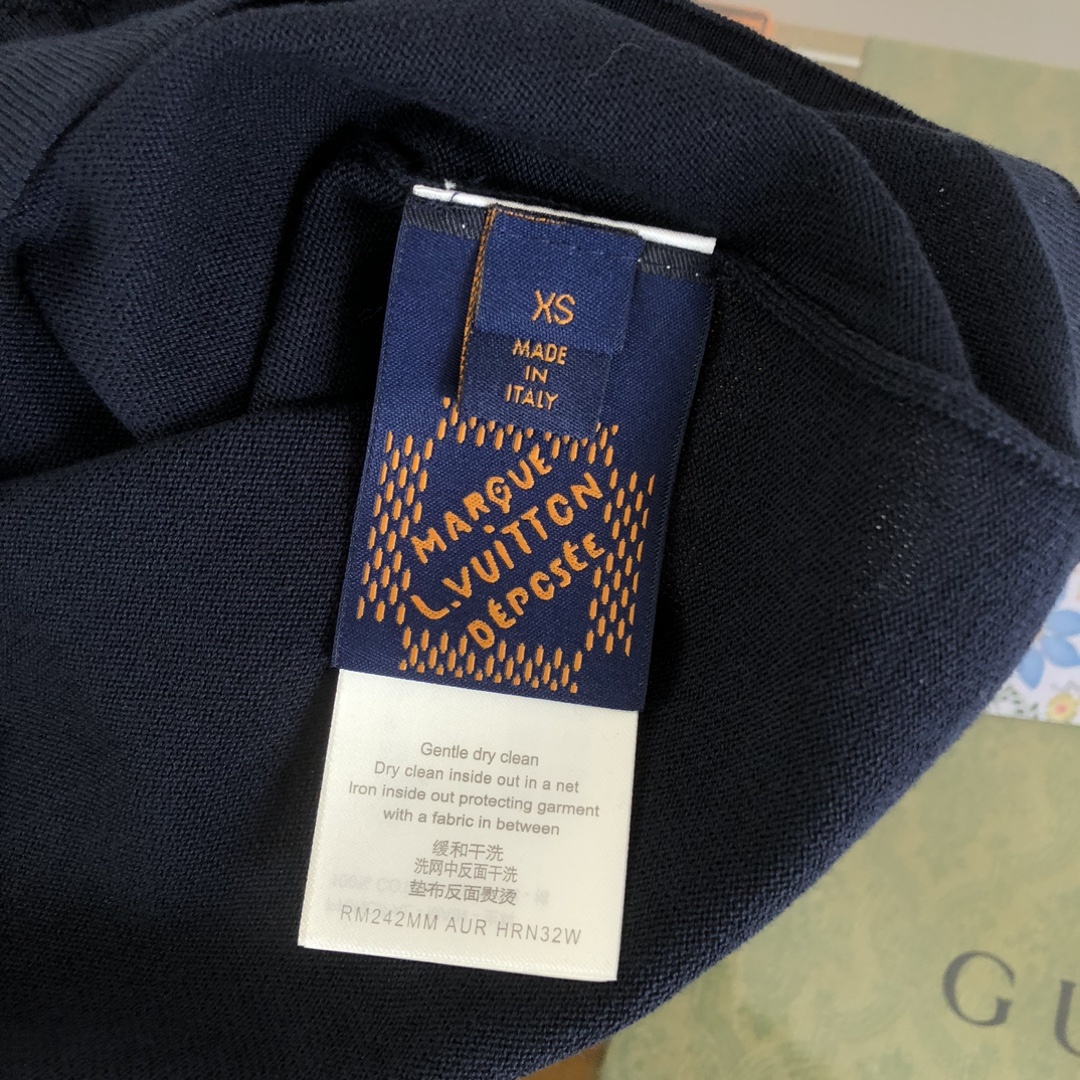 XS
MADE
IN
ITALY
MARQUE
L.VUITTON
DÉPOSÉE
Gentle dry clean
Dry clean inside out in a net
Iron inside out protecting garment
with a fabric in between
缓和干洗
洗网中反面干洗
垫布反面熨烫
RM242MM AUR HRN32W
GU